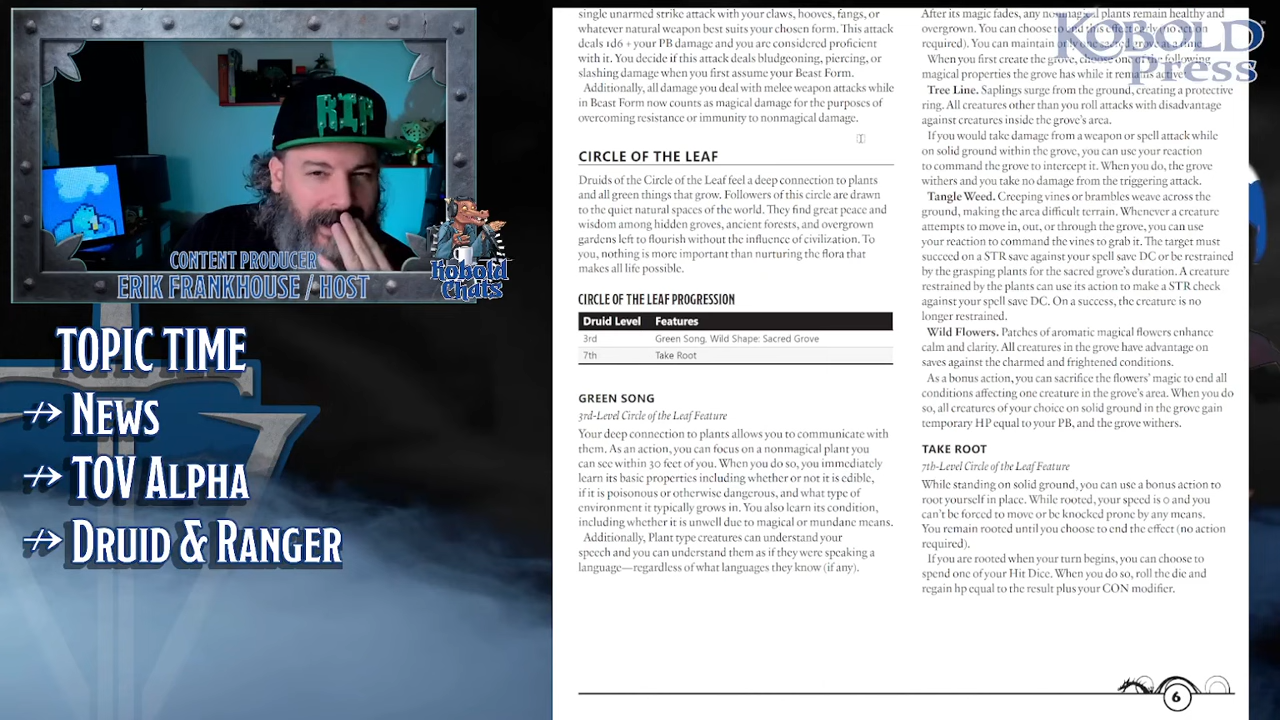 RIP
CONTENT PRODUCER
ERIK FRANKHOUSE / HOST
Kobold
Chats
TOPIC TIME
News
TOV Alpha
Druid & Ranger
single unarmed strike attack with your claws, hooves, fangs, or
whatever natural weapon best suits your chosen form. This attack
deals 1d6 + your PB damage and you are considered proficient
with it. You decide if this attack deals bludgeoning, piercing, or
slashing damage when you first assume your Beast Form.
Additionally, all damage you deal with melee weapon attacks while
in Beast Form now counts as magical damage for the purposes of
overcoming resistance or immunity to nonmagical damage.
CIRCLE OF THE LEAF
Druids of the Circle of the Leaf feel a deep connection to plants
and all green things that grow. Followers of this circle are drawn
to the quiet natural spaces of the world. They find great peace and
wisdom among hidden groves, ancient forests, and overgrown
gardens left to flourish without the influence of civilization. To
you, nothing is more important than nurturing the flora that
makes all life possible.
CIRCLE OF THE LEAF PROGRESSION
Druid Level Features
3rd Green Song, Wild Shape: Sacred Grove
7th Take Root
GREEN SONG
3rd-Level Circle of the Leaf Feature
Your deep connection to plants allows you to communicate with
them. As an action, you can focus on a nonmagical plant you
can see within 30 feet of you. When you do so, you immediately
learn its basic properties including whether or not it is edible,
if it is poisonous or otherwise dangerous, and what type of
environment it typically grows in. You also learn its condition,
including whether it is unwell due to magical or mundane means.
Additionally, Plant type creatures can understand your
speech and you can understand them as if they were speaking a
language—regardless of what languages they know (if any).
After its magic fades, any nonmagical plants remain healthy and
overgrown. You can choose to end this effect early (no action
required). You can maintain only one sacred grove at a time.
When you first create the grove, choose one of the following
magical properties the grove has while it remains active:
Tree Line. Saplings surge from the ground, creating a protective
ring. All creatures other than you roll attacks with disadvantage
against creatures inside the grove's area.
If you would take damage from a weapon or spell attack while
on solid ground within the grove, you can use your reaction
to command the grove to intercept it. When you do, the grove
withers and you take no damage from the triggering attack.
Tangle Weed. Creeping vines or brambles weave across the
ground, making the area difficult terrain. Whenever a creature
attempts to move in, out, or through the grove, you can use
your reaction to command the vines to grab it. The target must
succeed on a STR save against your spell save DC or be restrained
by the grasping plants for the sacred grove's duration. A creature
restrained by the plants can use its action to make a STR check
against your spell save DC. On a success, the creature is no
longer restrained.
Wild Flowers. Patches of aromatic magical flowers enhance
calm and clarity. All creatures in the grove have advantage on
saves against the charmed and frightened conditions.
As a bonus action, you can sacrifice the flowers' magic to end all
conditions affecting one creature in the grove's area. When you do
so, all creatures of your choice on solid ground in the grove gain
temporary HP equal to your PB, and the grove withers.
TAKE ROOT
7th-Level Circle of the Leaf Feature
While standing on solid ground, you can use a bonus action to
root yourself in place. While rooted, your speed is 0 and you
can't be forced to move or be knocked prone by any means.
You remain rooted until you choose to end the effect (no action
required).
If you are rooted when your turn begins, you can choose to
spend one of your Hit Dice. When you do so, roll the die and
regain hp equal to the result plus your CON modifier.
6
Kobold
Press